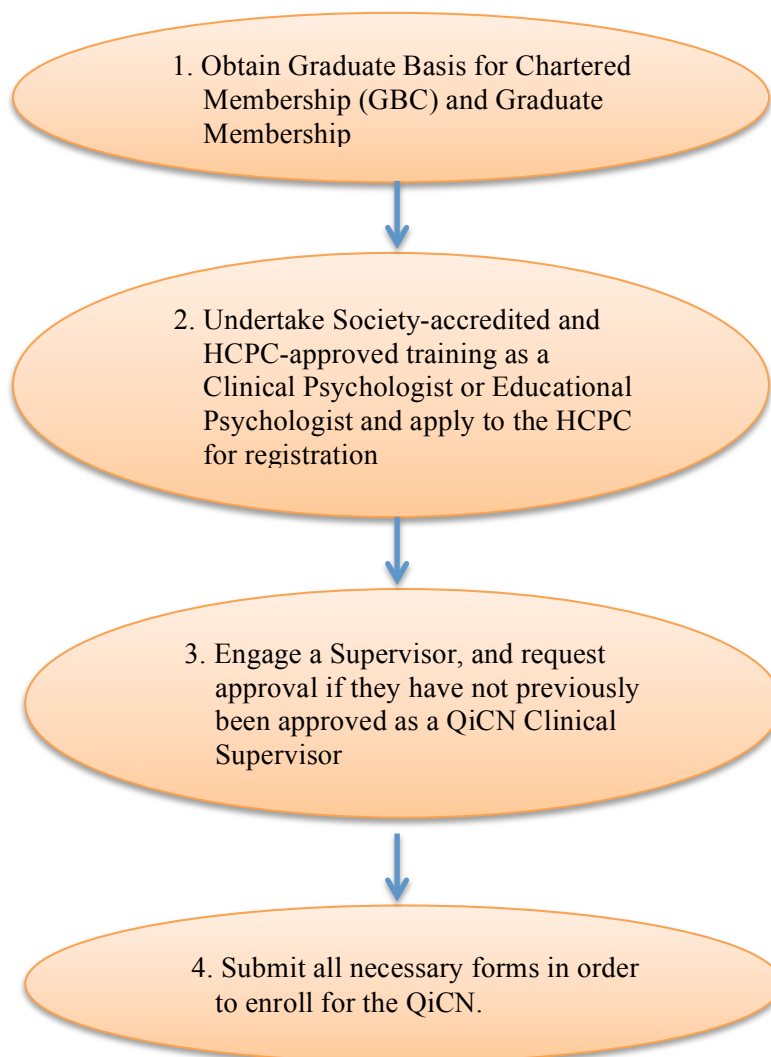 1. Obtain Graduate Basis for Chartered
Membership (GBC) and Graduate
Membership
2. Undertake Society-accredited and
HCPC-approved training as a
Clinical Psychologist or Educational
Psychologist and apply to the HCPC
for registration
3. Engage a Supervisor, and request
approval if they have not previously
been approved as a QiCN Clinical
Supervisor
4. Submit all necessary forms in order
to enroll for the QiCN.